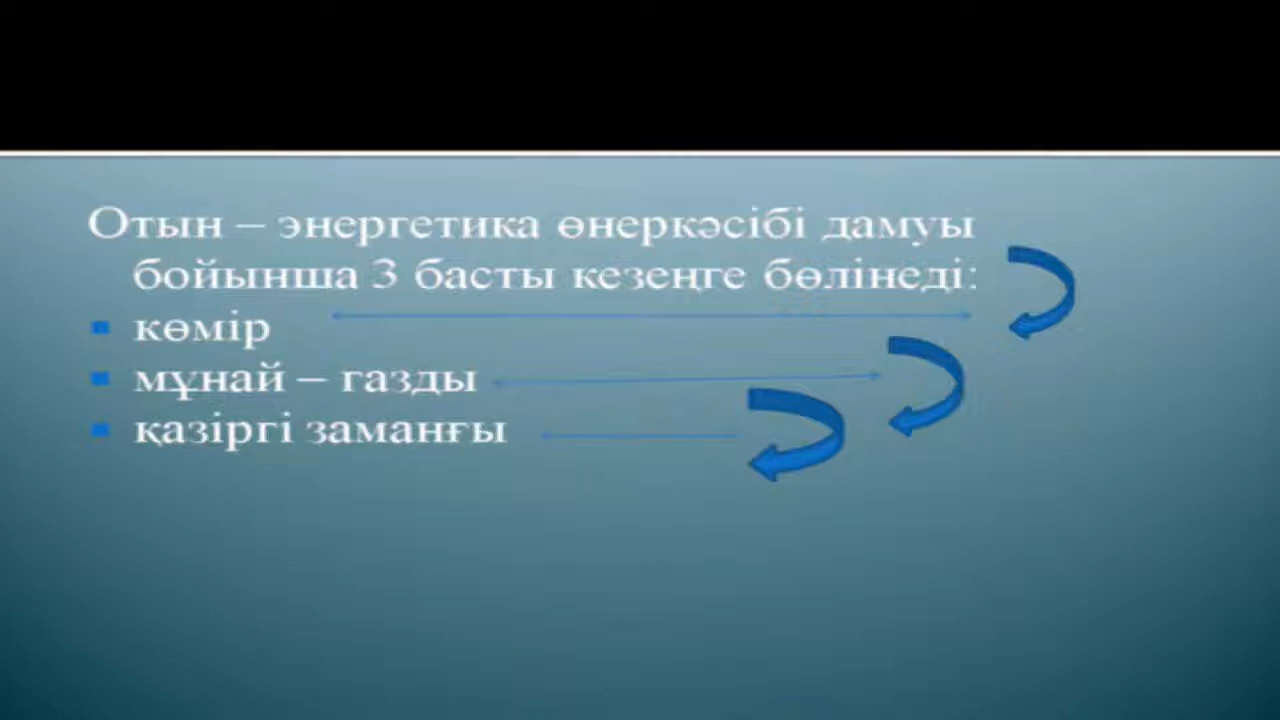 Отын – энергетика өнеркәсібі дамуы
бойынша 3 басты кезеңге бөлінеді:
көмір
мұнай – газды
қазіргі заманғы